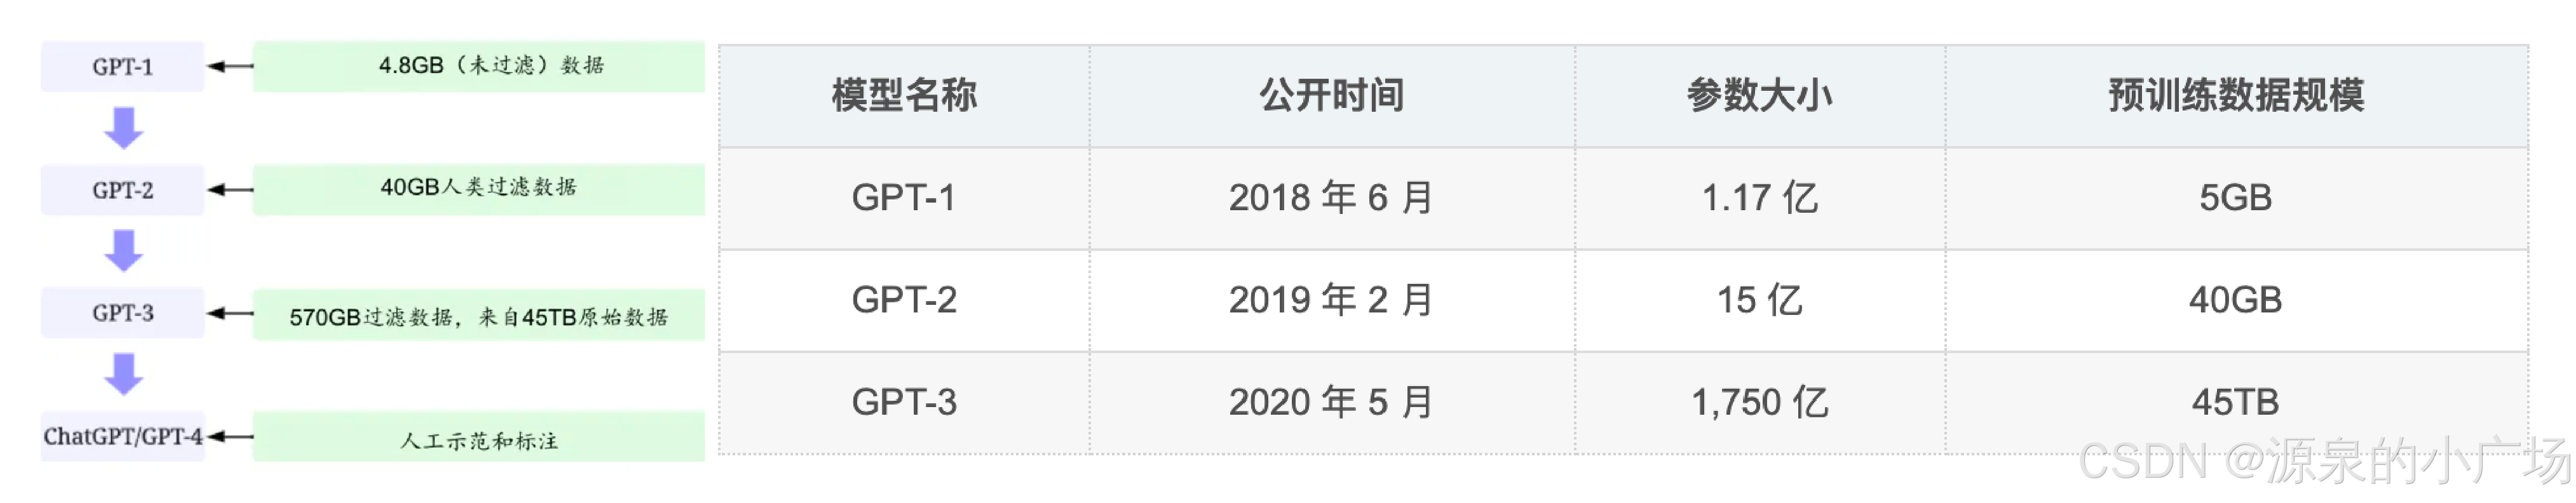 GPT-1
4.8GB（未过滤）数据
GPT-2
40GB人类过滤数据
GPT-3
570GB过滤数据，来自45TB原始数据
ChatGPT/GPT-4
人工示范和标注
模型名称 公开时间 参数大小 预训练数据规模
GPT-1 2018 年 6 月 1.17 亿 5GB
GPT-2 2019 年 2 月 15 亿 40GB
GPT-3 2020 年 5 月 1,750 亿 45TB
CSDN @源泉的小广场